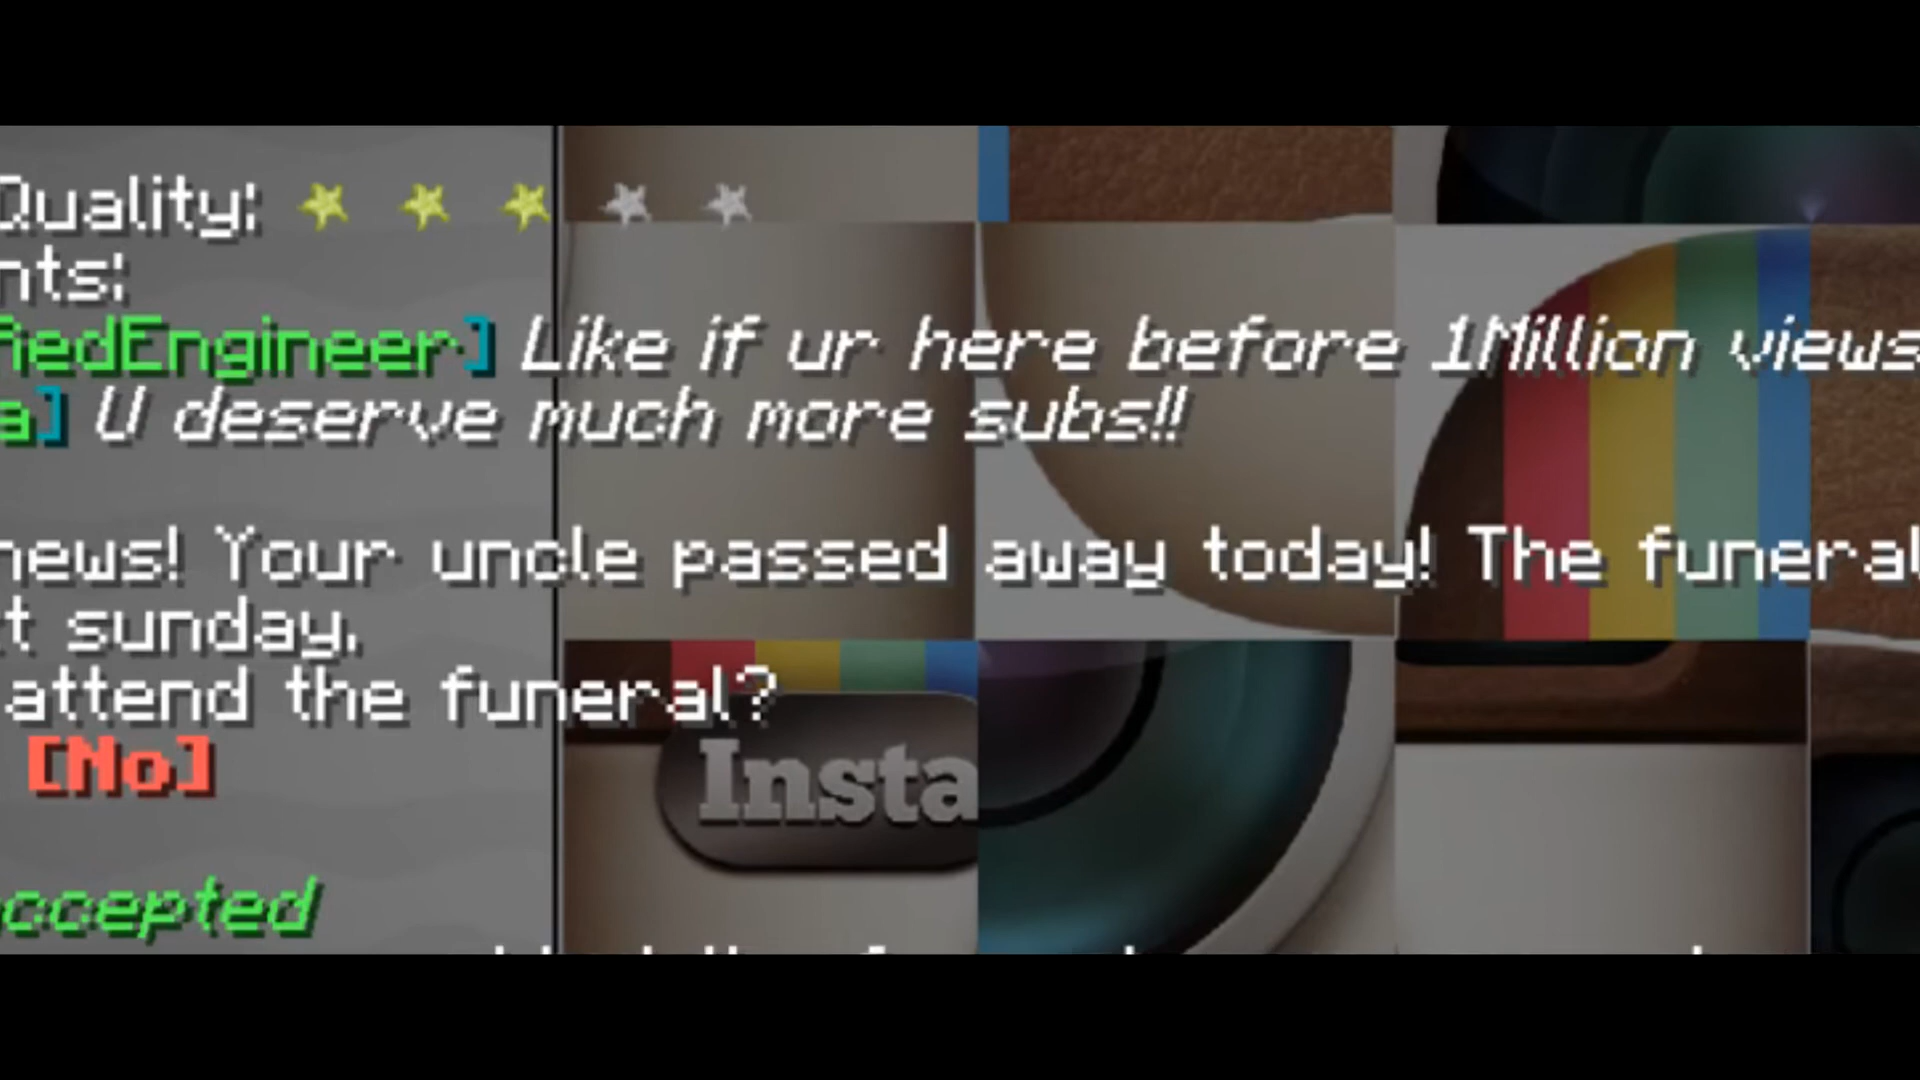 Quality: ★ ★ ★ ★ ★
nts:
fiedEngineer] Like if ur here before 1Million views
a] U deserve much more subs!!
news! Your uncle passed away today! The funeral
t sunday.
attend the funeral?
[No]
Insta
ccepted